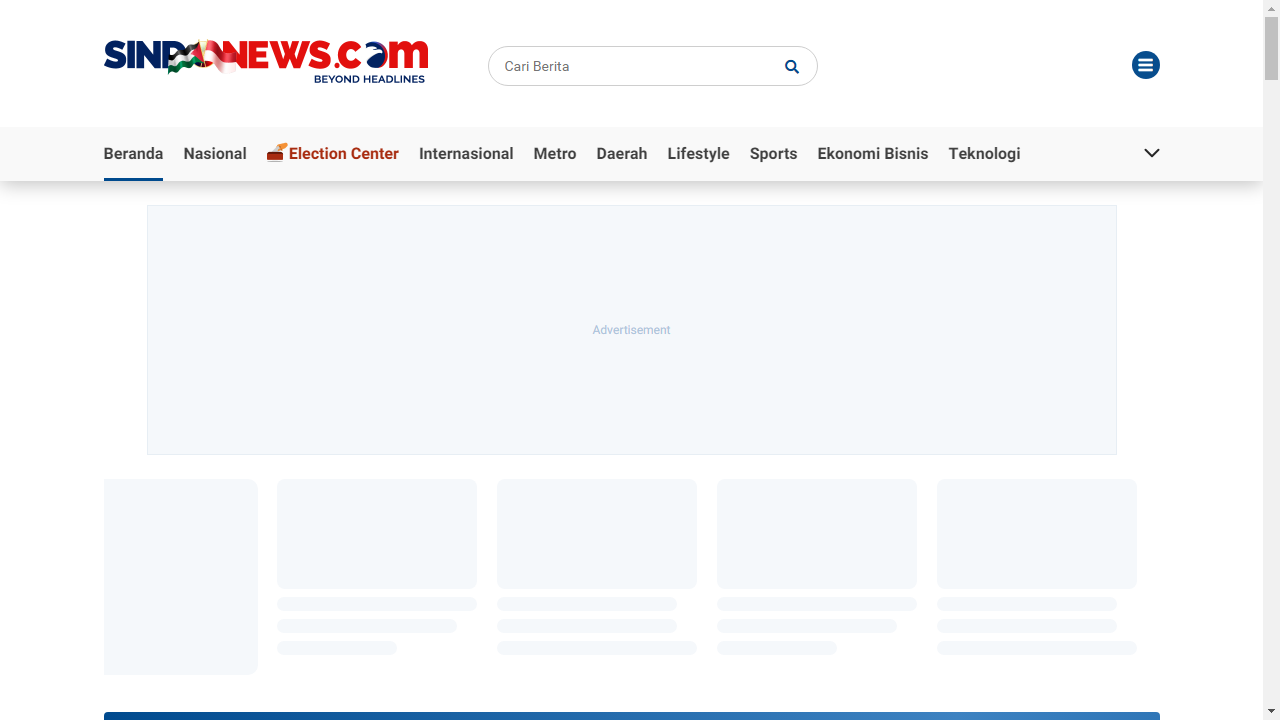 SINDONEWS.com
BEYOND HEADLINES
Cari Berita
Beranda Nasional Election Center Internasional Metro Daerah Lifestyle Sports Ekonomi Bisnis Teknologi
Advertisement